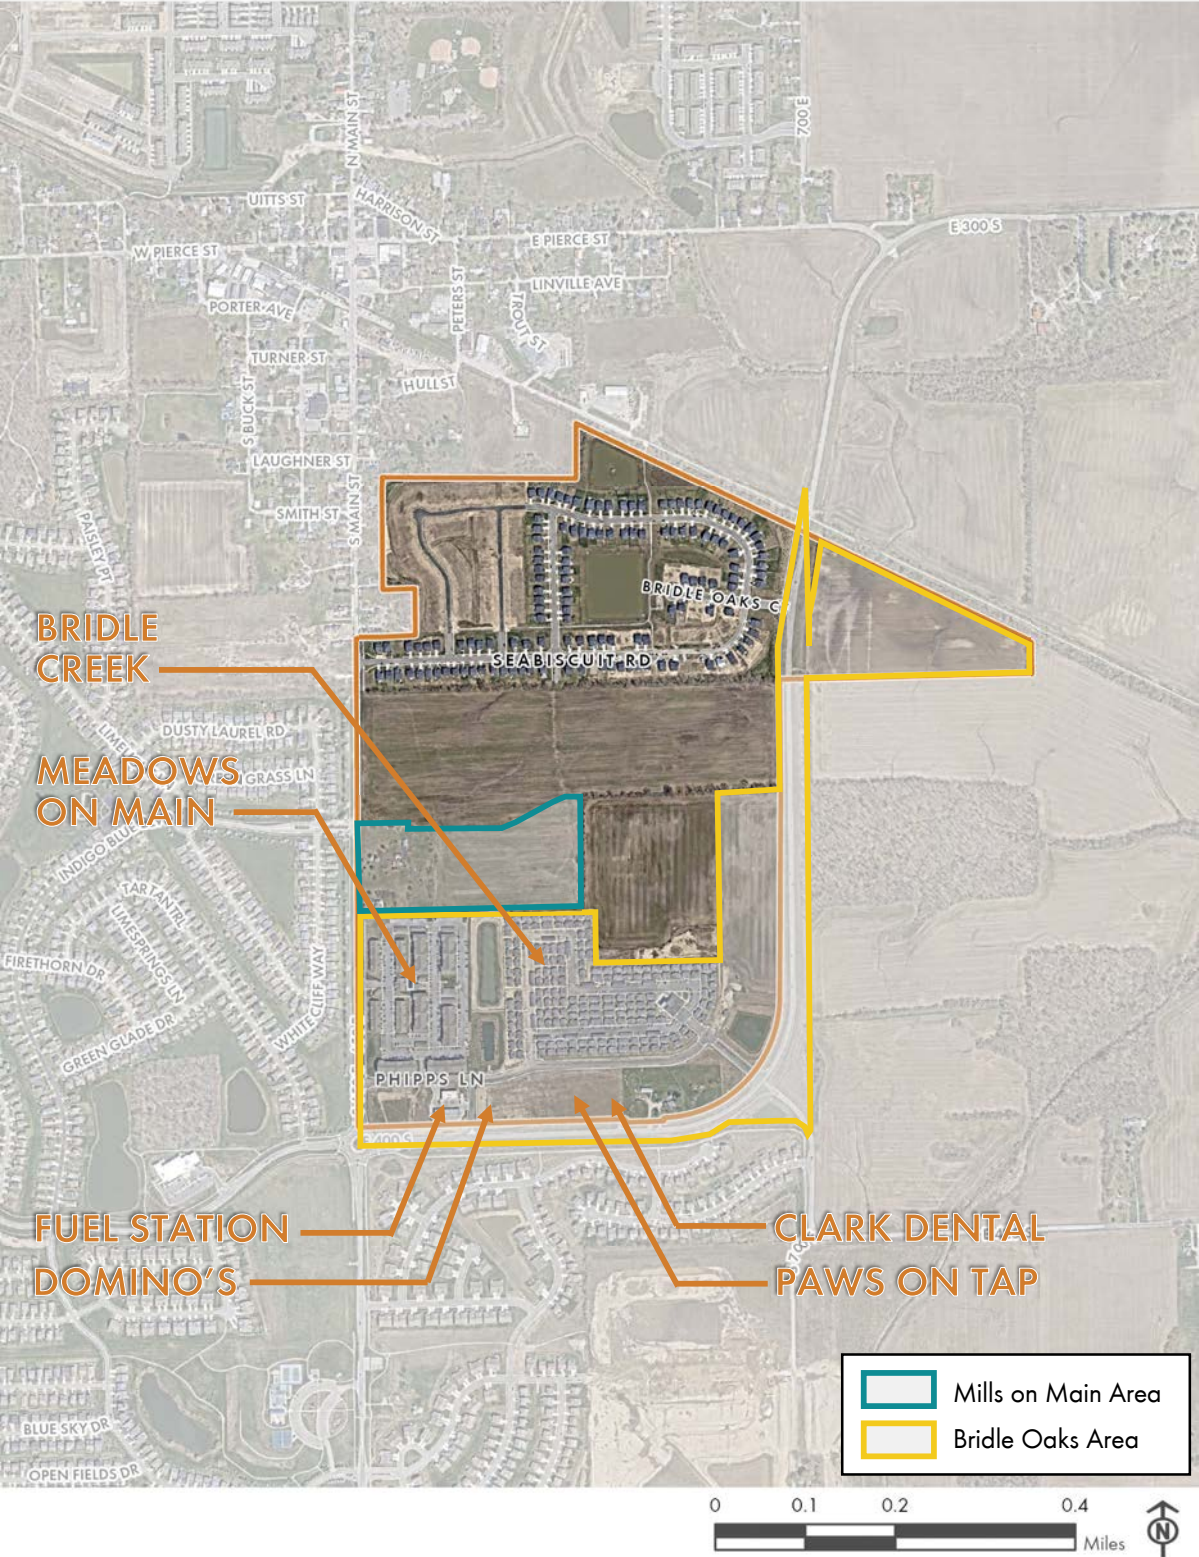 N MAIN ST
700 E
UITTS ST
HARRISON ST
W PIERCE ST
E PIERCE ST
E 300 S
PETERS ST
LINVILLE AVE
PORTER AVE
TROUT ST
TURNER ST
HULL ST
S BUCK ST
LAUGHNER ST
S MAIN ST
SMITH ST
PAISLEY PT
BRIDLE OAKS C
BRIDLE
CREEK
SEABISCUIT RD
DUSTY LAUREL RD
MEADOWS
ON MAIN
GRASS LN
INDIGO BLUE
TARTAN TRL
LIMESPRINGS LN
FIRETHORN DR
WHITE CLIFF WAY
GREEN GLADE DR
PHIPPS LN
E 400 S
FUEL STATION
CLARK DENTAL
DOMINO'S
PAWS ON TAP
Mills on Main Area
BLUE SKY DR
Bridle Oaks Area
OPEN FIELDS DR
0 0.1 0.2 0.4
Miles
N